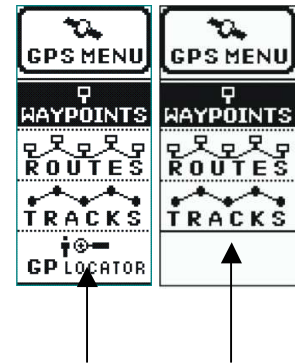 GPS MENU
WAYPOINTS
ROUTES
TRACKS
GP LOCATOR
GPS MENU
WAYPOINTS
ROUTES
TRACKS